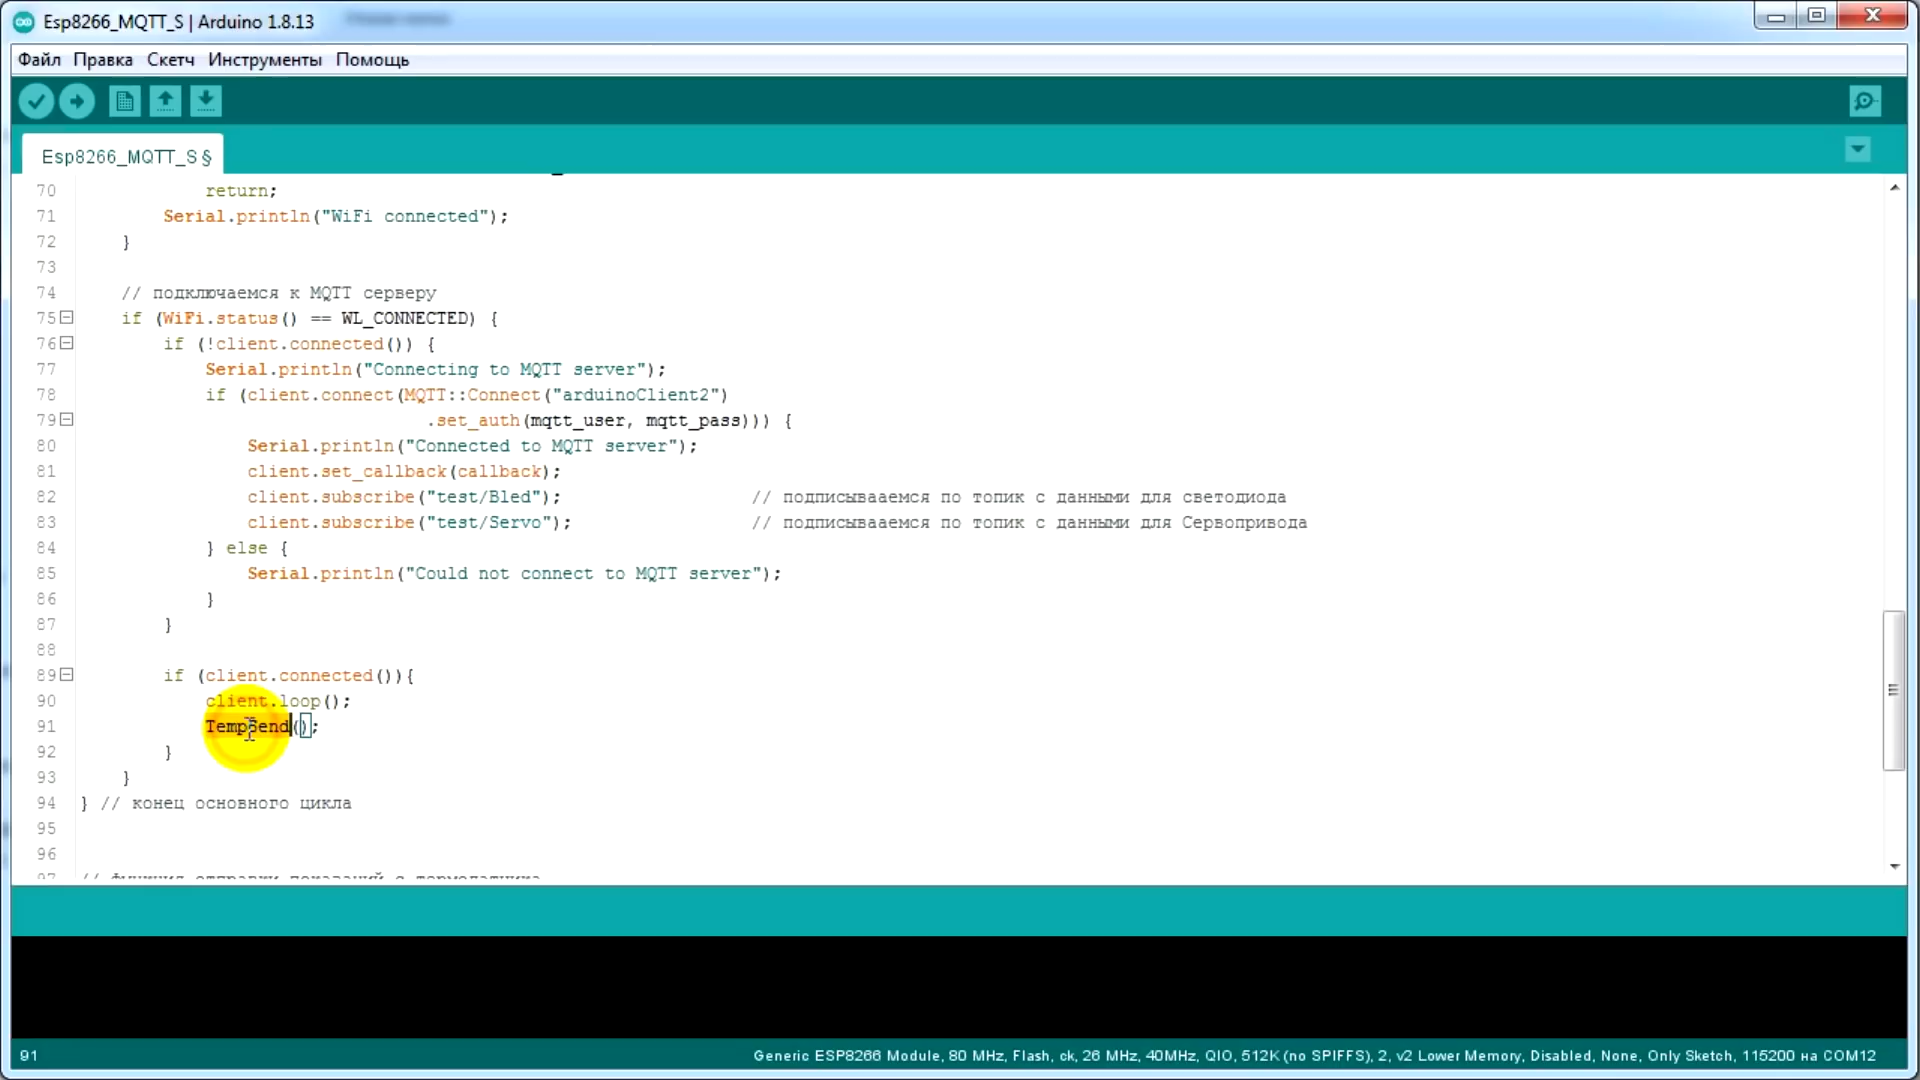 Esp8266_MQTT_S | Arduino 1.8.13
Файл Правка Скетч Инструменты Помощь
Esp8266_MQTT_S §
70 return;
71 Serial.println("WiFi connected");
72 }
73
74 // подключаемся к MQTT серверу
75 if (WiFi.status() == WL_CONNECTED) {
76 if (!client.connected()) {
77 Serial.println("Connecting to MQTT server");
78 if (client.connect(MQTT::Connect("arduinoClient2")
79 .set_auth(mqtt_user, mqtt_pass))) {
80 Serial.println("Connected to MQTT server");
81 client.set_callback(callback);
82 client.subscribe("test/Bled"); // подписывааемся по топик с данными для светодиода
83 client.subscribe("test/Servo"); // подписывааемся по топик с данными для Сервопривода
84 } else {
85 Serial.println("Could not connect to MQTT server");
86 }
87 }
88
89 if (client.connected()){
90 client.loop();
91 TempSend();
92 }
93 }
94 } // конец основного цикла
95
96
97 // функция отправки показаний с термодатчика
91
Generic ESP8266 Module, 80 MHz, Flash, ck, 26 MHz, 40MHz, QIO, 512K (no SPIFFS), 2, v2 Lower Memory, Disabled, None, Only Sketch, 115200 на COM12